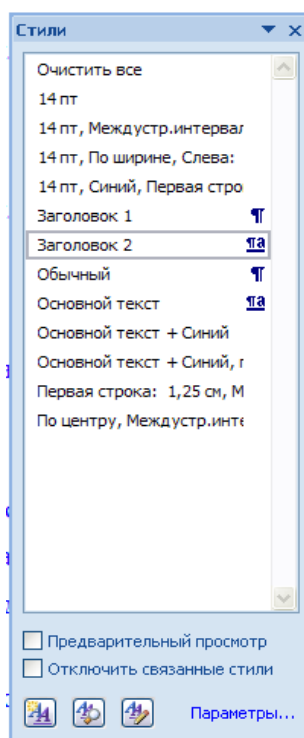 Стили
Очистить все
14 пт
14 пт, Междустр.интервал
14 пт, По ширине, Слева:
14 пт, Синий, Первая стро
Заголовок 1
Заголовок 2
Обычный
Основной текст
Основной текст + Синий
Основной текст + Синий, г
Первая строка: 1,25 см, М
По центру, Междустр.инте
Предварительный просмотр
Отключить связанные стили
Параметры...